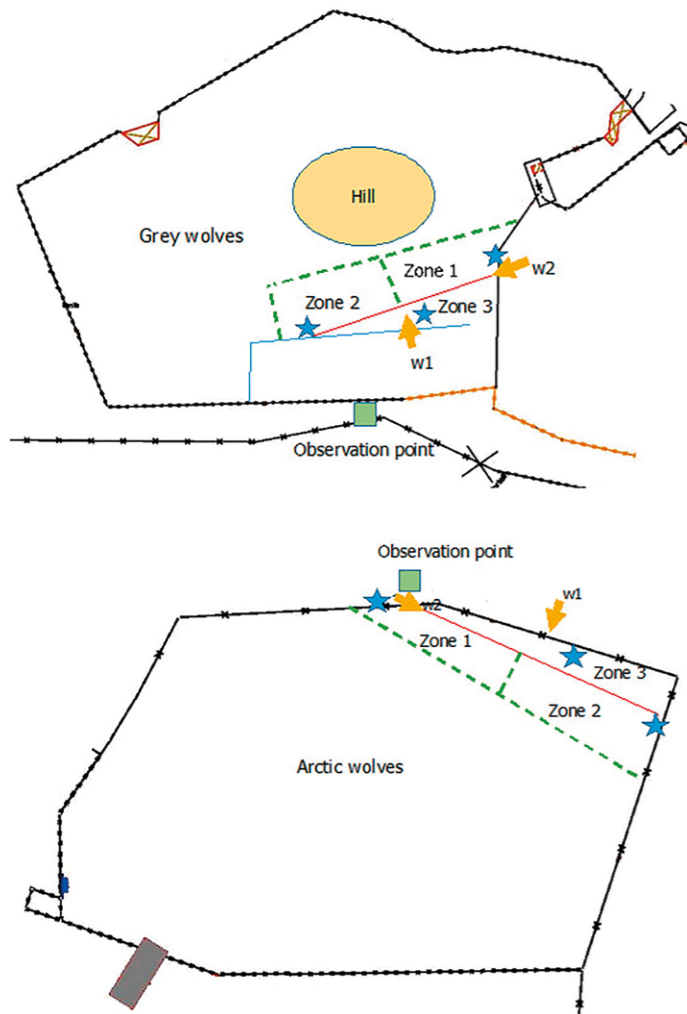 Hill
Grey wolves
Zone 1
w2
Zone 2
Zone 3
w1
Observation point
Observation point
w2
w1
Zone 1
Zone 3
Zone 2
Arctic wolves